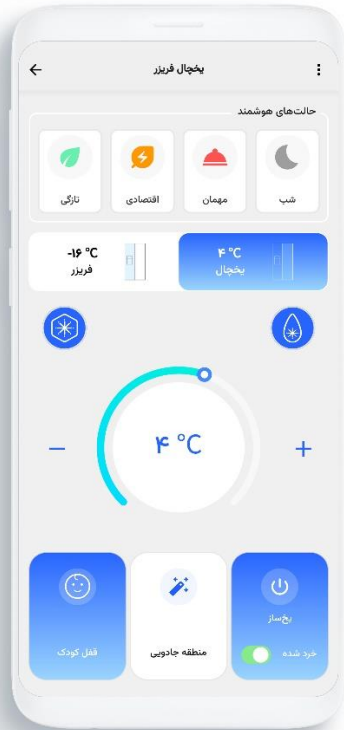 یخچال فریزر
حالت‌های هوشمند
شب
مهمان
اقتصادی
تازگی
۴ °C
یخچال
-۱۶ °C
فریزر
۴ °C
− +
یخ‌ساز
خرد شده
منطقه جادویی
قفل کودک